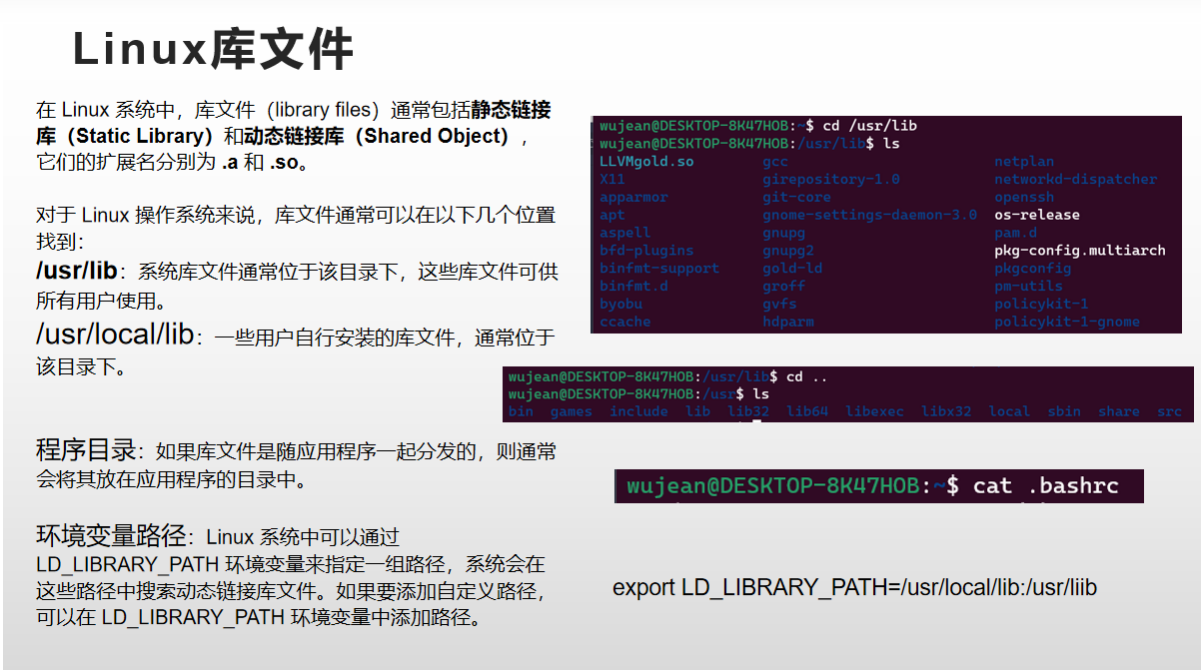 Linux库文件
在 Linux 系统中，库文件（library files）通常包括静态链接
库（Static Library）和动态链接库（Shared Object），
它们的扩展名分别为 .a 和 .so。
对于 Linux 操作系统来说，库文件通常可以在以下几个位置
找到：
/usr/lib：系统库文件通常位于该目录下，这些库文件可供
所有用户使用。
/usr/local/lib：一些用户自行安装的库文件，通常位于
该目录下。
程序目录：如果库文件是随应用程序一起分发的，则通常
会将其放在应用程序的目录中。
环境变量路径：Linux 系统中可以通过
LD_LIBRARY_PATH 环境变量来指定一组路径，系统会在
这些路径中搜索动态链接库文件。如果要添加自定义路径，
可以在 LD_LIBRARY_PATH 环境变量中添加路径。
wujean@DESKTOP-8K47HOB:~$ cd /usr/lib
wujean@DESKTOP-8K47HOB:/usr/lib$ ls
LLVMgold.so gcc netplan
X11 girepository-1.0 networkd-dispatcher
apparmor git-core openssh
apt gnome-settings-daemon-3.0 os-release
aspell gnupg pam.d
bfd-plugins gnupg2 pkg-config.multiarch
binfmt-support gold-ld pkgconfig
binfmt.d groff pm-utils
byobu gvfs policykit-1
ccache hdparm policykit-1-gnome
wujean@DESKTOP-8K47HOB:/usr/lib$ cd ..
wujean@DESKTOP-8K47HOB:/usr$ ls
bin games include lib lib32 lib64 libexec libx32 local sbin share src
wujean@DESKTOP-8K47HOB:~$ cat .bashrc
export LD_LIBRARY_PATH=/usr/local/lib:/usr/liib